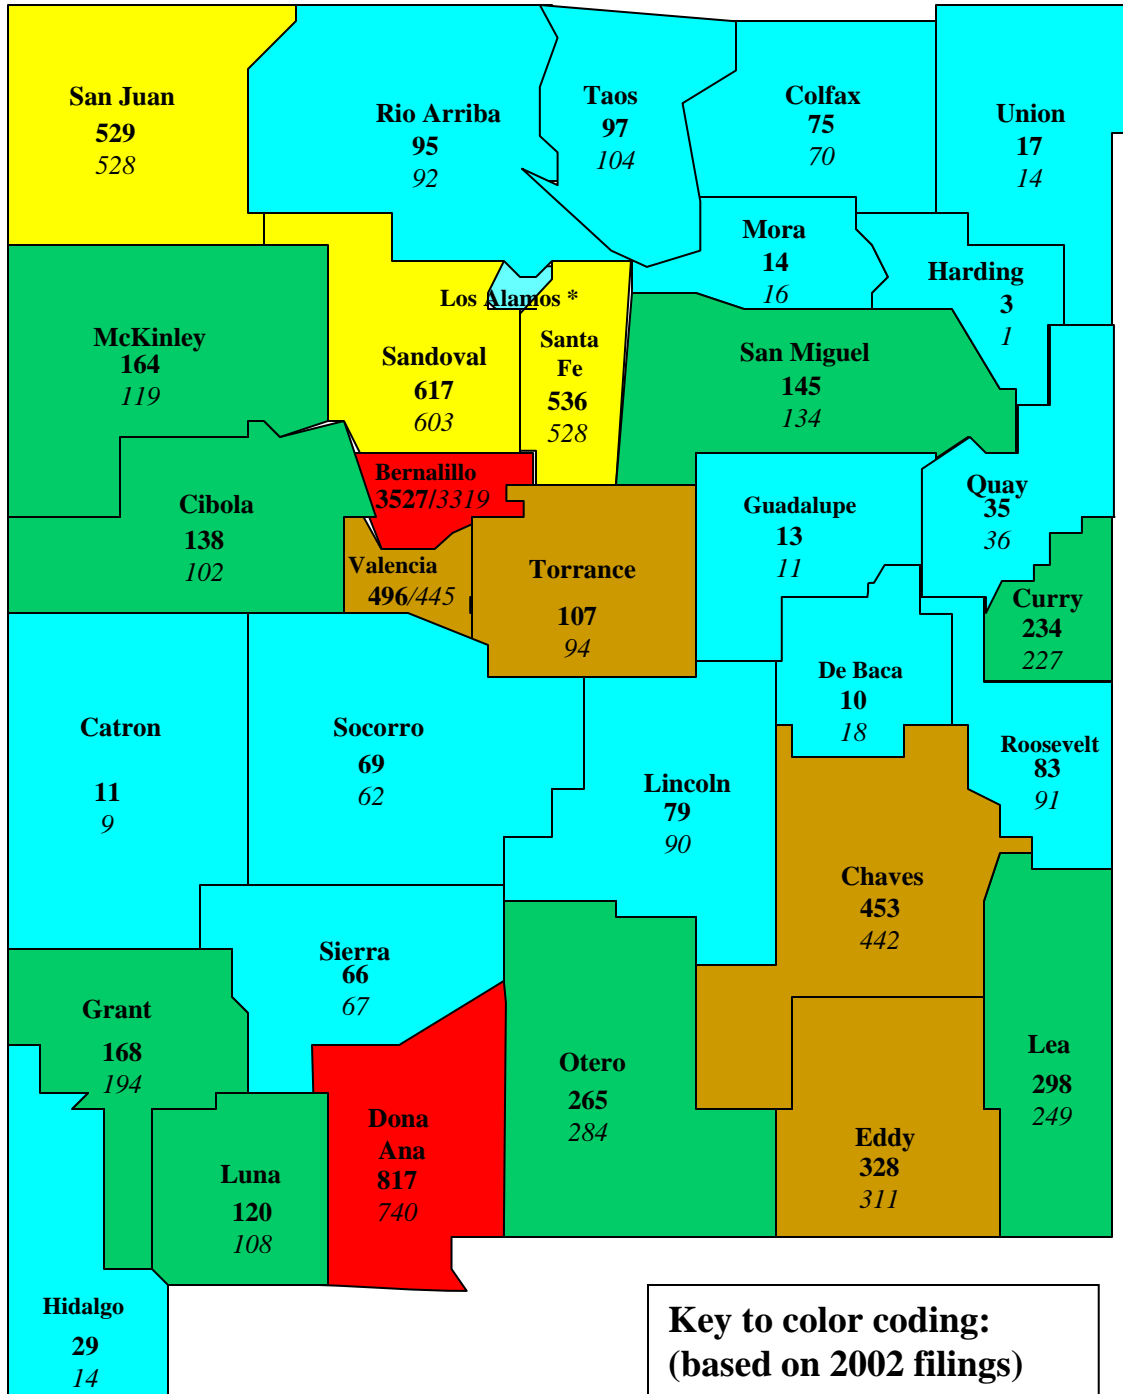 San Juan
529
528
Rio Arriba
95
92
Taos
97
104
Colfax
75
70
Union
17
14
Mora
14
16
Harding
3
1
Los Alamos *
McKinley
164
119
Sandoval
617
603
Santa
Fe
536
528
San Miguel
145
134
Bernalillo
3527/3319
Cibola
138
102
Guadalupe
13
11
Quay
35
36
Valencia
496/445
Torrance
107
94
Curry
234
227
De Baca
10
18
Catron
11
9
Socorro
69
62
Lincoln
79
90
Roosevelt
83
91
Chaves
453
442
Sierra
66
67
Grant
168
194
Otero
265
284
Lea
298
249
Dona
Ana
817
740
Eddy
328
311
Luna
120
108
Hidalgo
29
14
Key to color coding:
(based on 2002 filings)